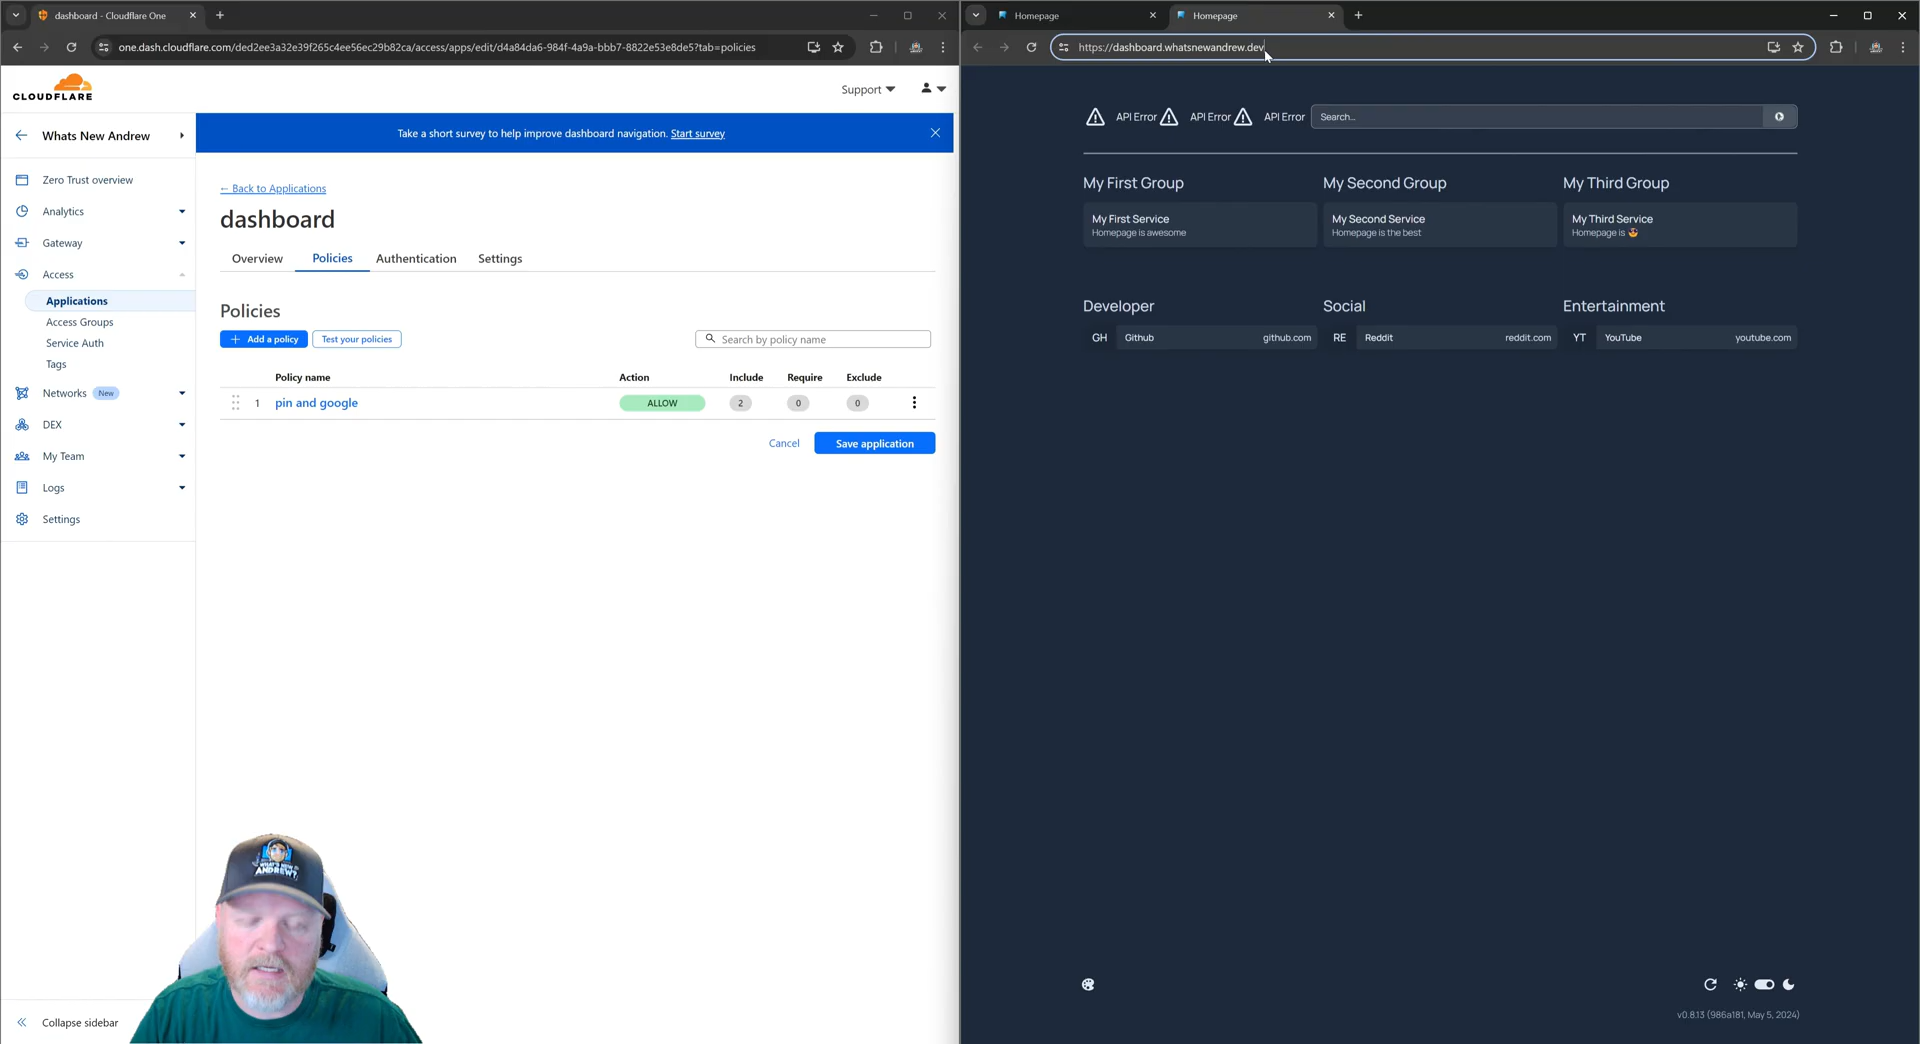 dashboard - Cloudflare One
one.dash.cloudflare.com/ded2ee3a32e39f265c4ee56ec29b82ca/access/apps/edit/d4a84da6-984f-4a9a-bbb7-8822e53e8de5?tab=policies
CLOUDFLARE
Support
Whats New Andrew
Take a short survey to help improve dashboard navigation. Start survey
Zero Trust overview
Analytics
Gateway
Access
Applications
Access Groups
Service Auth
Tags
Networks New
DEX
My Team
Logs
Settings
Collapse sidebar
← Back to Applications
dashboard
Overview Policies Authentication Settings
Policies
+ Add a policy Test your policies Search by policy name
Policy name Action Include Require Exclude
1 pin and google ALLOW 2 0 0
Cancel Save application
WHAT'S NEW
ANDREW?
Homepage Homepage
https://dashboard.whatsnewandrew.dev
API Error API Error API Error Search...
My First Group My Second Group My Third Group
My First Service My Second Service My Third Service
Homepage is awesome Homepage is the best Homepage is
Developer Social Entertainment
GH Github github.com RE Reddit reddit.com YT YouTube youtube.com
v0.8.13 (986a181, May 5, 2024)